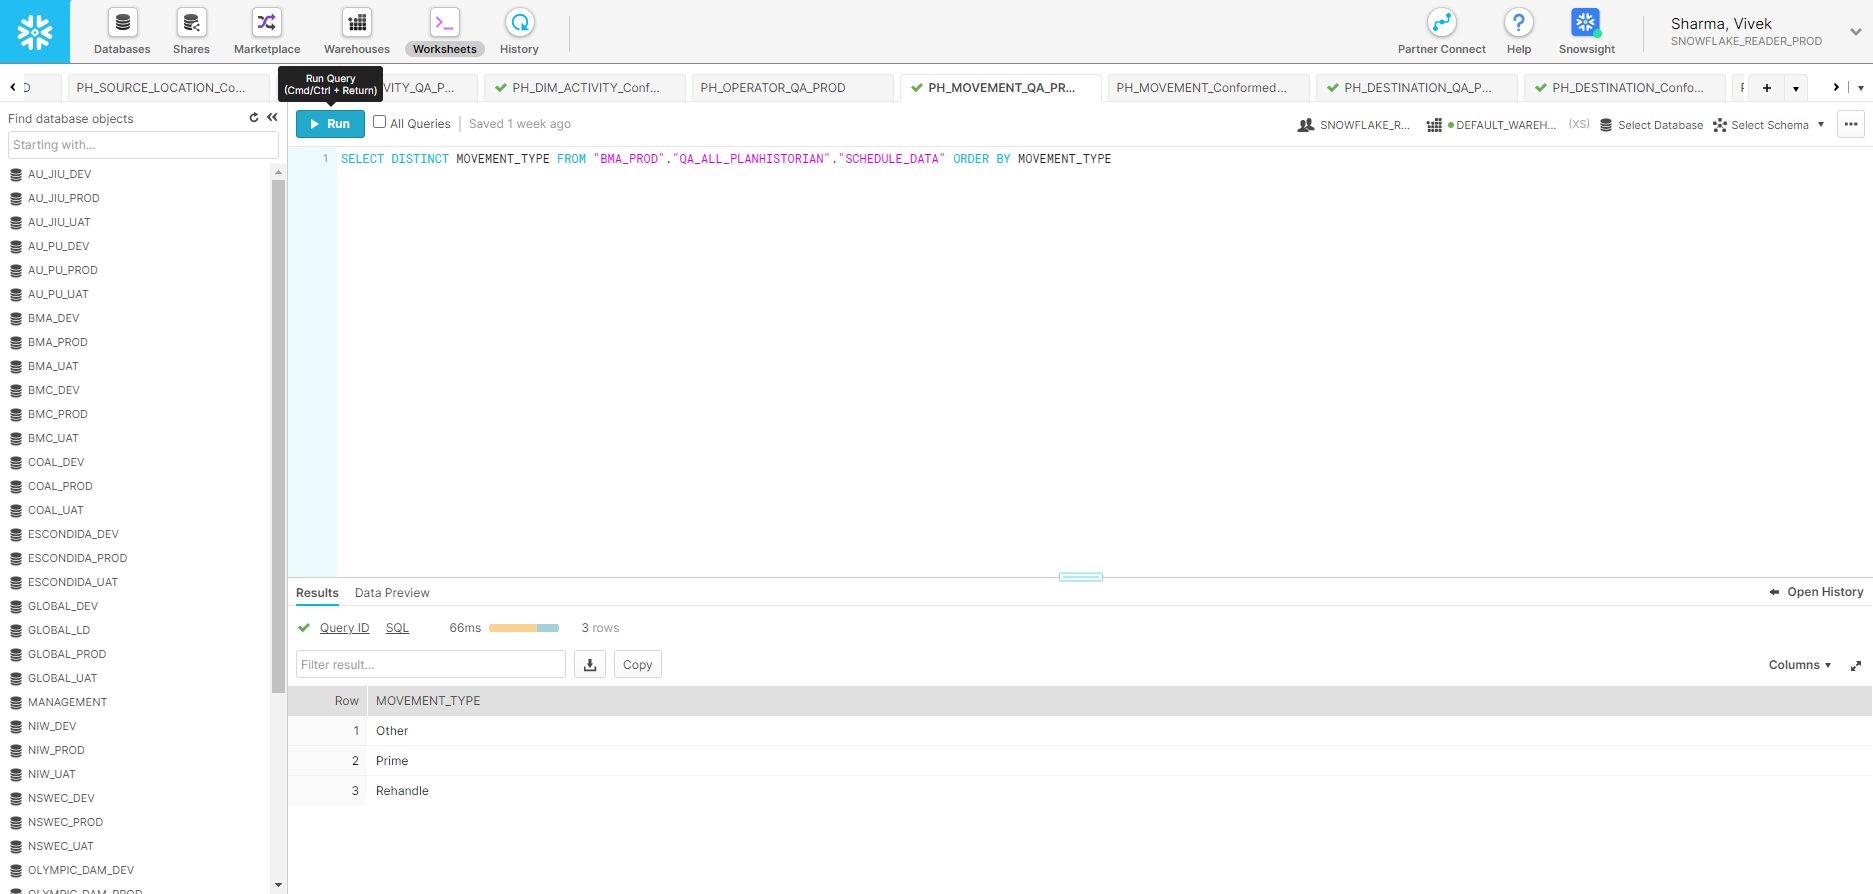 Databases
Shares
Marketplace
Warehouses
Worksheets
History
Partner Connect
Help
Snowsight
Sharma, Vivek
SNOWFLAKE_READER_PROD
PH_SOURCE_LOCATION_Co...
Run Query
(Cmd/Ctrl + Return)
VITY_QA_P...
PH_DIM_ACTIVITY_Conf...
PH_OPERATOR_QA_PROD
PH_MOVEMENT_QA_PR...
PH_MOVEMENT_Conformed...
PH_DESTINATION_QA_P...
PH_DESTINATION_Confo...
Find database objects
Starting with...
Run
All Queries
Saved 1 week ago
SNOWFLAKE_R...
DEFAULT_WAREH...
(XS)
Select Database
Select Schema
1 SELECT DISTINCT MOVEMENT_TYPE FROM "BMA_PROD"."QA_ALL_PLANHISTORIAN"."SCHEDULE_DATA" ORDER BY MOVEMENT_TYPE
AU_JIU_DEV
AU_JIU_PROD
AU_JIU_UAT
AU_PU_DEV
AU_PU_PROD
AU_PU_UAT
BMA_DEV
BMA_PROD
BMA_UAT
BMC_DEV
BMC_PROD
BMC_UAT
COAL_DEV
COAL_PROD
COAL_UAT
ESCONDIDA_DEV
ESCONDIDA_PROD
ESCONDIDA_UAT
GLOBAL_DEV
GLOBAL_LD
GLOBAL_PROD
GLOBAL_UAT
MANAGEMENT
NIW_DEV
NIW_PROD
NIW_UAT
NSWEC_DEV
NSWEC_PROD
NSWEC_UAT
OLYMPIC_DAM_DEV
OLYMPIC_DAM_PROD
Results
Data Preview
Open History
Query ID
SQL
66ms
3 rows
Filter result...
Copy
Columns
Row MOVEMENT_TYPE
1 Other
2 Prime
3 Rehandle